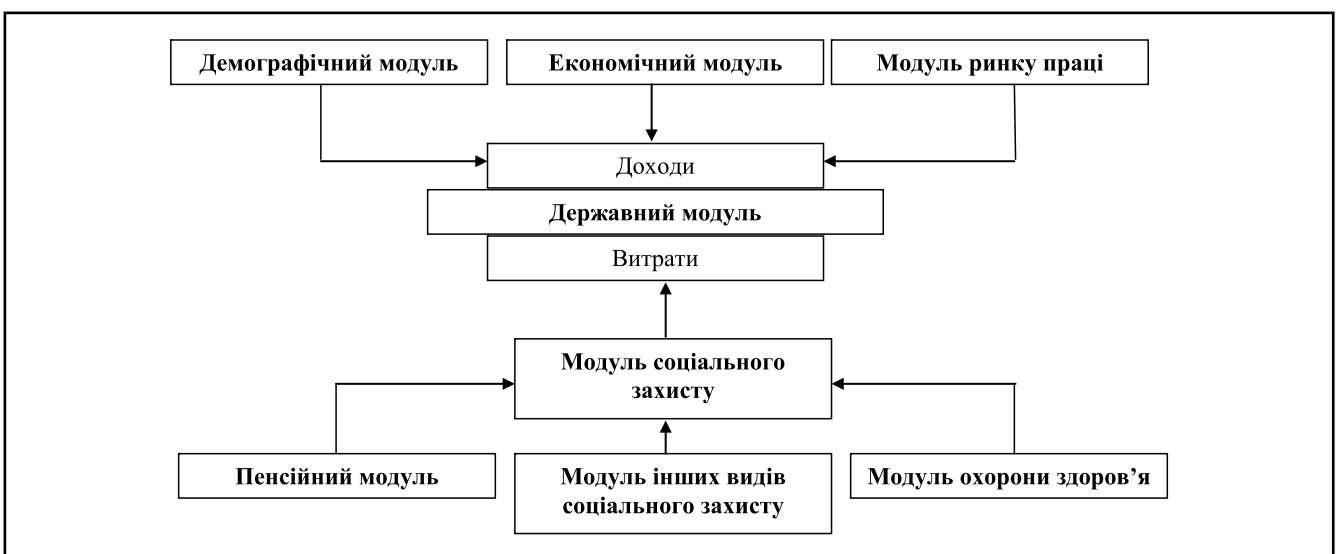 Демографічний модуль
Економічний модуль
Модуль ринку праці
Доходи
Державний модуль
Витрати
Модуль соціального
захисту
Пенсійний модуль
Модуль інших видів
соціального захисту
Модуль охорони здоров’я